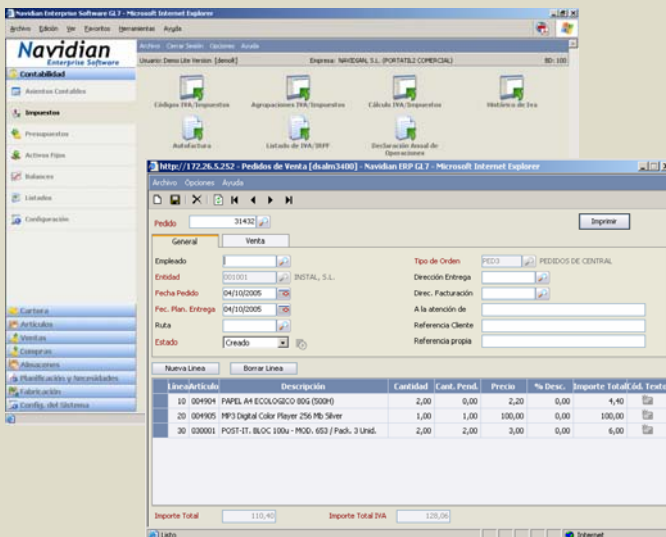 Navidian Enterprise Software GL7 - Microsoft Internet Explorer
Archivo Edición Ver Favoritos Herramientas Ayuda
Navidian
Enterprise Software
Archivo Cerrar Sesión Opciones Ayuda
Usuario: Demo Lite Version [demolt] Empresa: NAVIDIAN, S.L. (PORTATIL2 COMERCIAL) BD: 100
Contabilidad
Asientos Contables
Impuestos
Presupuestos
Activos Fijos
Balances
Listados
Configuración
Códigos IVA/Impuestos Agrupaciones IVA/Impuestos Cálculo IVA/Impuestos Histórico de Iva
Autofactura Listado de IVA/IRPF Declaración Anual de
Operaciones
Cartera
Artículos
Ventas
Compras
Almacenes
Planificación y Necesidades
Fabricación
Config. del Sistema
http://172.26.5.252 - Pedidos de Venta [dsalm3400] - Navidian ERP GL7 - Microsoft Internet Explorer
Archivo Opciones Ayuda
Pedido 31432 Imprimir
General Venta
Empleado Tipo de Orden PED3 PEDIDOS DE CENTRAL
Entidad 001001 INSTAL, S.L. Dirección Entrega
Fecha Pedido 04/10/2005 Direc. Facturación
Fec. Plan. Entrega 04/10/2005 A la atención de
Ruta Referencia Cliente
Estado Creado Referencia propia
Nueva Linea Borrar Linea
Línea Artículo Descripción Cantidad Cant. Pend. Precio % Desc. Importe Total Cód. Texto
10 004904 PAPEL A4 ECOLOGICO 80G (500H) 2,00 0,00 2,20 0,00 4,40
20 004905 MP3 Digital Color Player 256 Mb Silver 1,00 1,00 100,00 0,00 100,00
30 030001 POST-IT. BLOC 100u - MOD. 653 / Pack. 3 Unid. 2,00 2,00 3,00 0,00 6,00
Importe Total 110,40 Importe Total IVA 128,06
Listo Internet